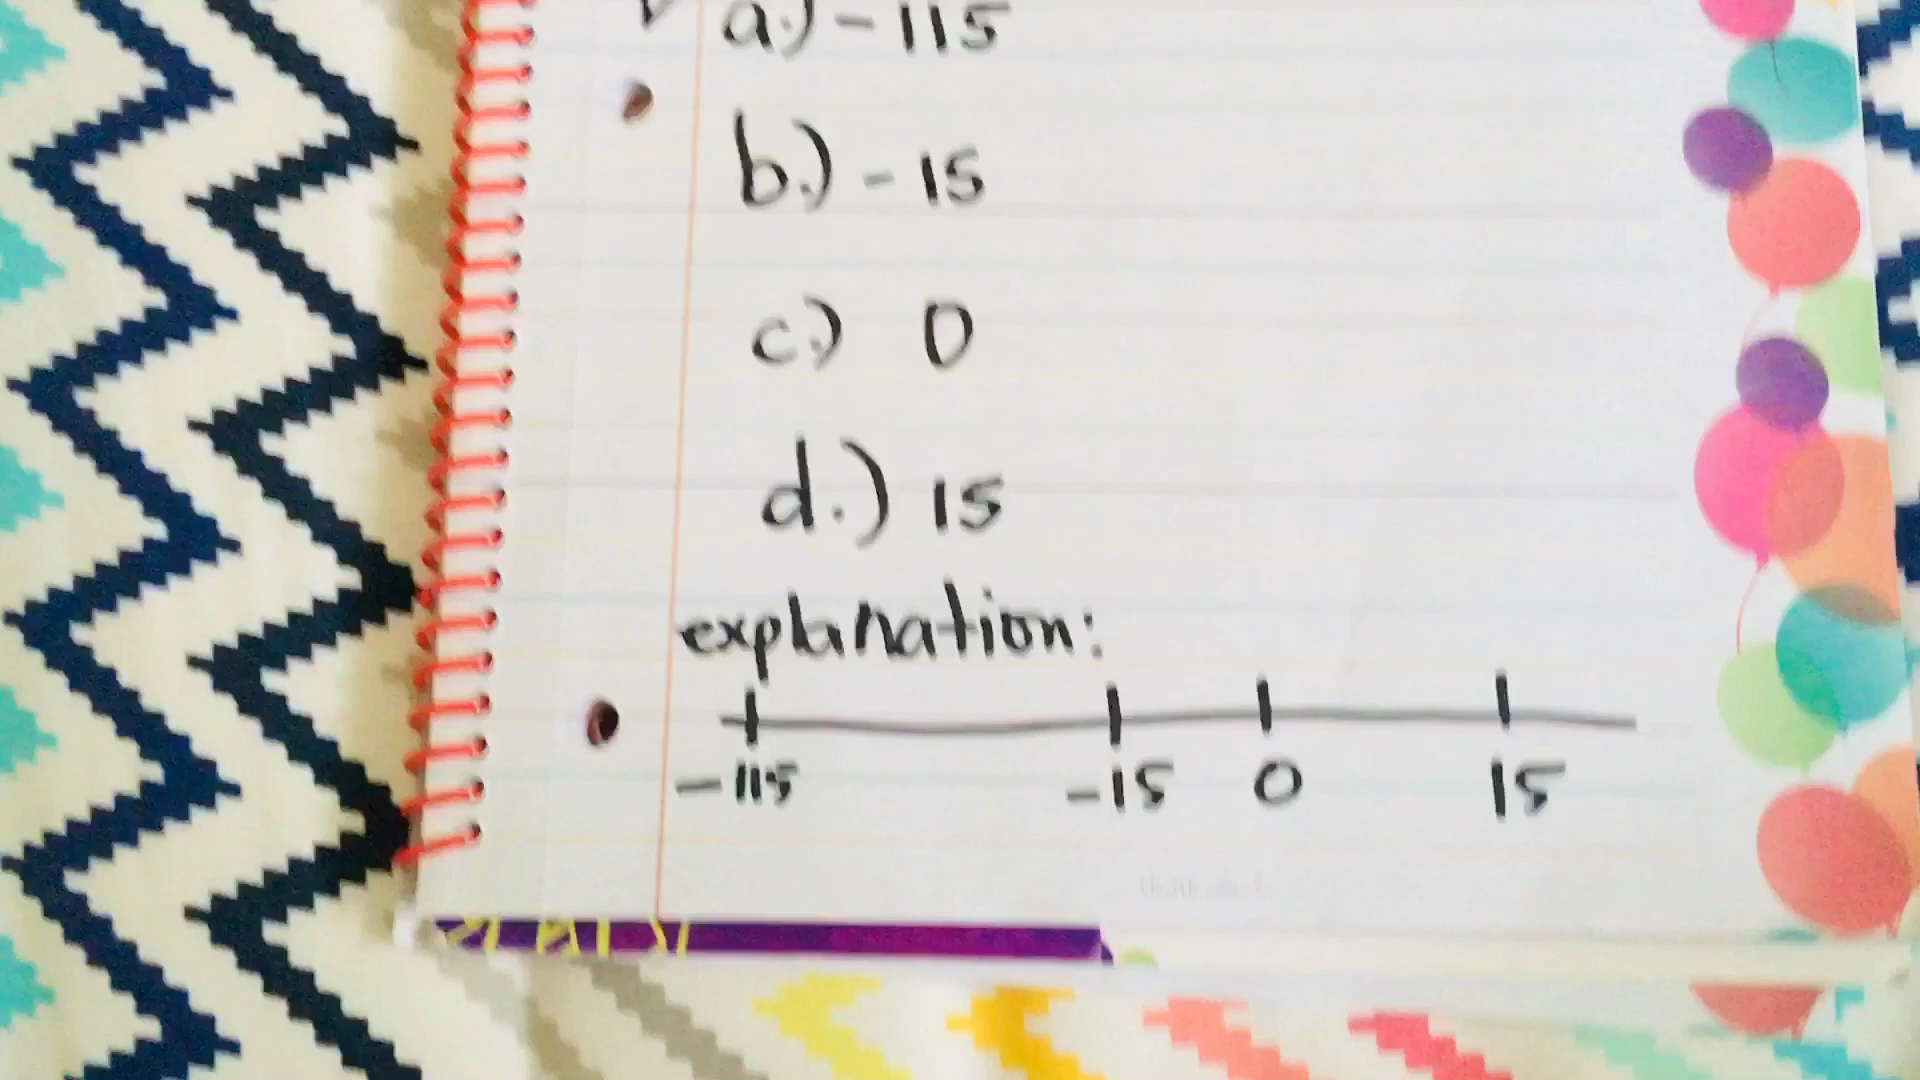 a.) -115
b.) -15
c.) 0
d.) 15
explanation:
-115 -15 0 15